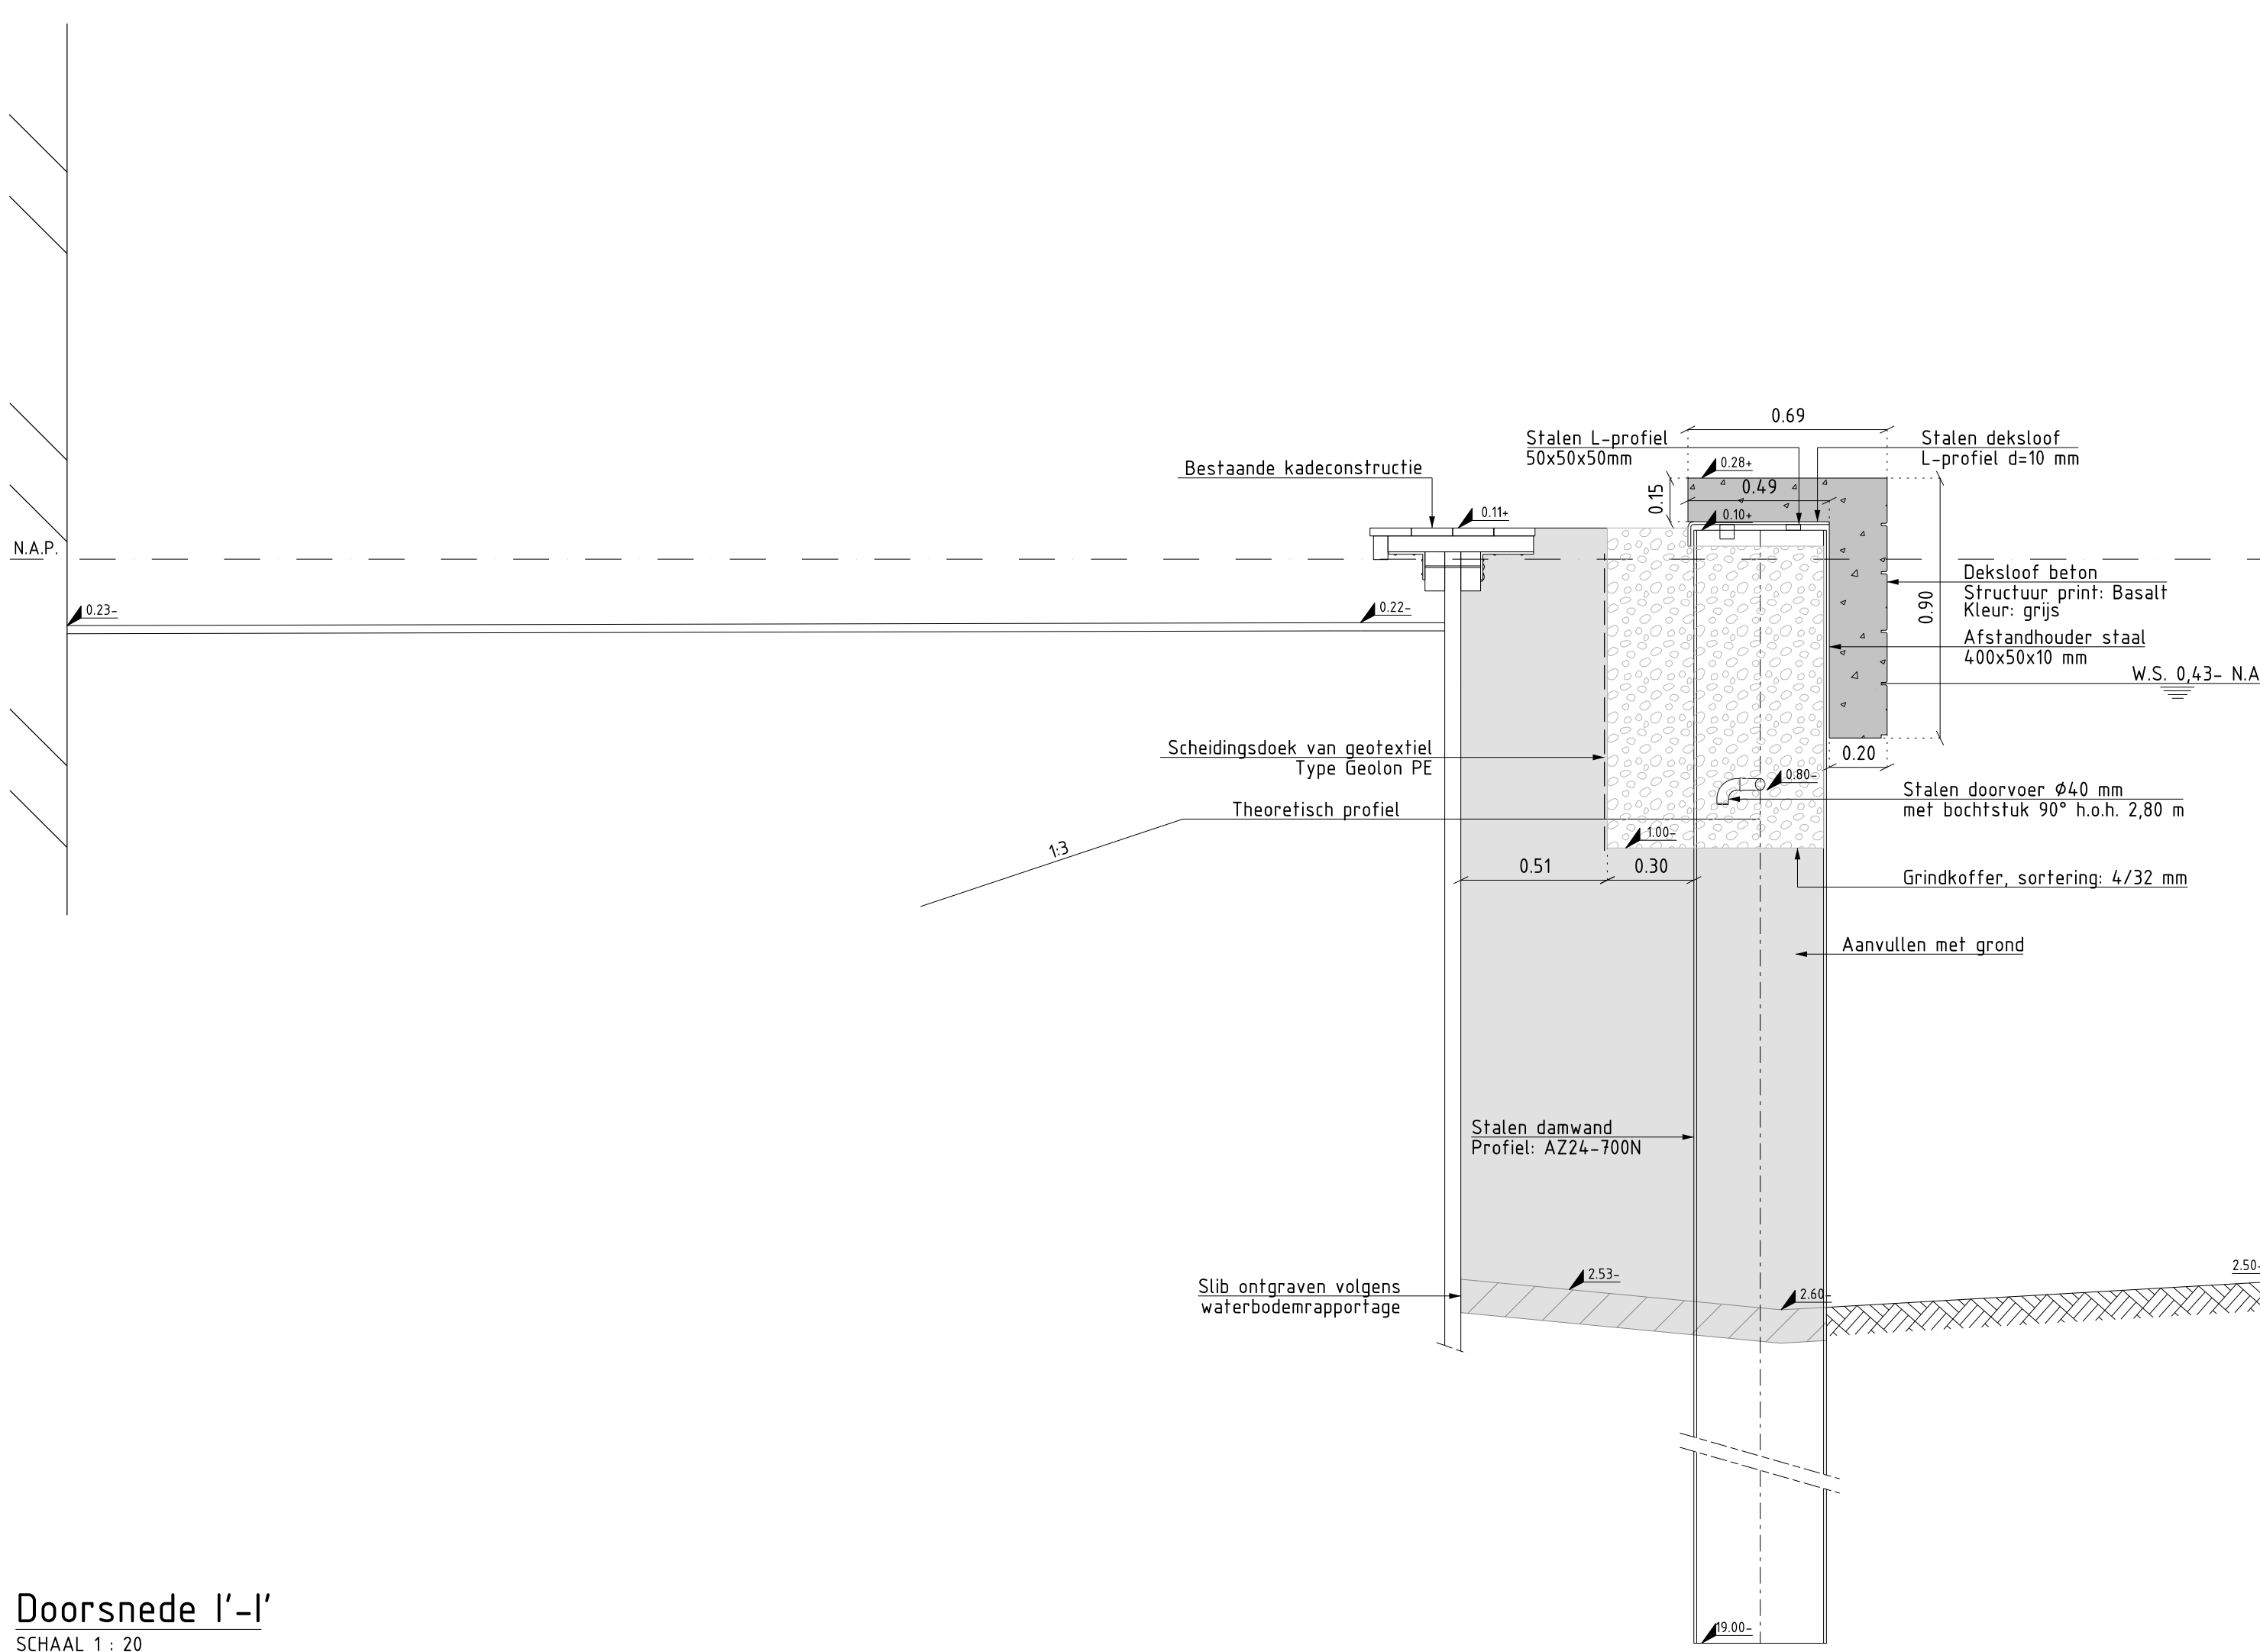 0.69
Stalen L-profiel
50x50x50mm
Stalen deksloof
L-profiel d=10 mm
Bestaande kadeconstructie
0.28+
0.15
0.49
0.11+
0.10+
N.A.P.
Deksloof beton
Structuur print: Basalt
Kleur: grijs
0.90
0.23-
0.22-
Afstandhouder staal
400x50x10 mm
W.S. 0,43- N.A
Scheidingsdoek van geotextiel
Type Geolon PE
0.20
0.80-
Stalen doorvoer Ø40 mm
met bochtstuk 90° h.o.h. 2,80 m
Theoretisch profiel
1:3
1.00-
0.51
0.30
Grindkoffer, sortering: 4/32 mm
Aanvullen met grond
Stalen damwand
Profiel: AZ24-700N
2.50-
2.53-
2.60-
Slib ontgraven volgens
waterbodemrapportage
Doorsnede I'-I'
SCHAAL 1 : 20
19.00-